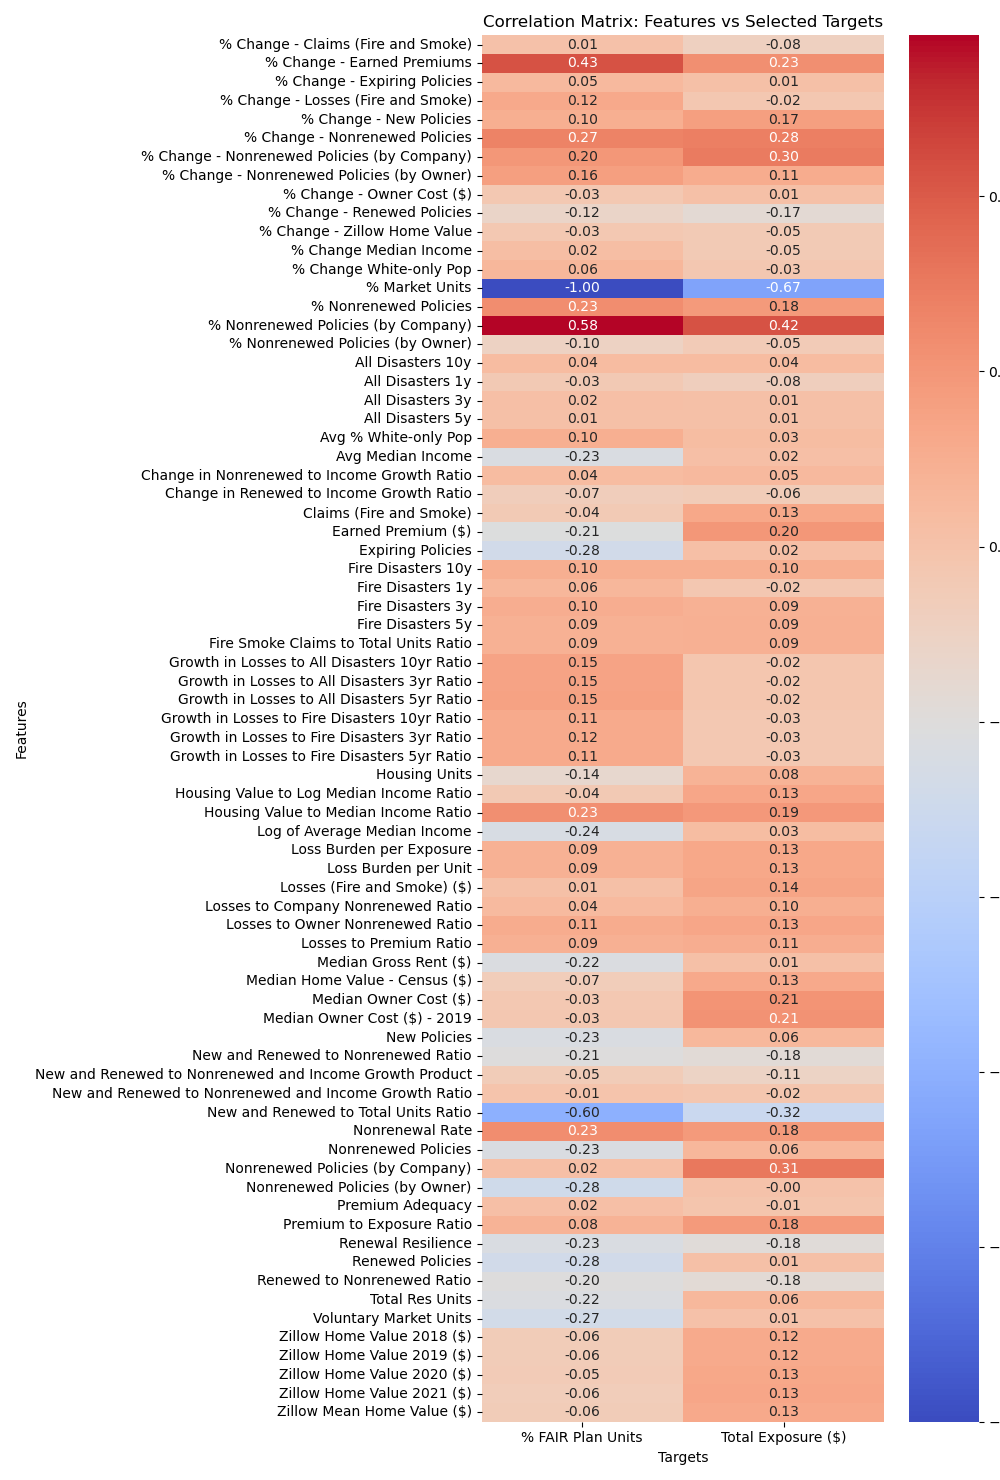 Correlation Matrix: Features vs Selected Targets
% Change - Claims (Fire and Smoke) 0.01 -0.08
% Change - Earned Premiums 0.43 0.23
% Change - Expiring Policies 0.05 0.01
% Change - Losses (Fire and Smoke) 0.12 -0.02
% Change - New Policies 0.10 0.17
% Change - Nonrenewed Policies 0.27 0.28
% Change - Nonrenewed Policies (by Company) 0.20 0.30
% Change - Nonrenewed Policies (by Owner) 0.16 0.11
% Change - Owner Cost ($) -0.03 0.01
% Change - Renewed Policies -0.12 -0.17
% Change - Zillow Home Value -0.03 -0.05
% Change Median Income 0.02 -0.05
% Change White-only Pop 0.06 -0.03
% Market Units -1.00 -0.67
% Nonrenewed Policies 0.23 0.18
% Nonrenewed Policies (by Company) 0.58 0.42
% Nonrenewed Policies (by Owner) -0.10 -0.05
All Disasters 10y 0.04 0.04
All Disasters 1y -0.03 -0.08
All Disasters 3y 0.02 0.01
All Disasters 5y 0.01 0.01
Avg % White-only Pop 0.10 0.03
Avg Median Income -0.23 0.02
Change in Nonrenewed to Income Growth Ratio 0.04 0.05
Change in Renewed to Income Growth Ratio -0.07 -0.06
Claims (Fire and Smoke) -0.04 0.13
Earned Premium ($) -0.21 0.20
Expiring Policies -0.28 0.02
Fire Disasters 10y 0.10 0.10
Fire Disasters 1y 0.06 -0.02
Fire Disasters 3y 0.10 0.09
Fire Disasters 5y 0.09 0.09
Fire Smoke Claims to Total Units Ratio 0.09 0.09
Growth in Losses to All Disasters 10yr Ratio 0.15 -0.02
Growth in Losses to All Disasters 3yr Ratio 0.15 -0.02
Growth in Losses to All Disasters 5yr Ratio 0.15 -0.02
Growth in Losses to Fire Disasters 10yr Ratio 0.11 -0.03
Growth in Losses to Fire Disasters 3yr Ratio 0.12 -0.03
Growth in Losses to Fire Disasters 5yr Ratio 0.11 -0.03
Housing Units -0.14 0.08
Housing Value to Log Median Income Ratio -0.04 0.13
Housing Value to Median Income Ratio 0.23 0.19
Log of Average Median Income -0.24 0.03
Loss Burden per Exposure 0.09 0.13
Loss Burden per Unit 0.09 0.13
Losses (Fire and Smoke) ($) 0.01 0.14
Losses to Company Nonrenewed Ratio 0.04 0.10
Losses to Owner Nonrenewed Ratio 0.11 0.13
Losses to Premium Ratio 0.09 0.11
Median Gross Rent ($) -0.22 0.01
Median Home Value - Census ($) -0.07 0.13
Median Owner Cost ($) -0.03 0.21
Median Owner Cost ($) - 2019 -0.03 0.21
New Policies -0.23 0.06
New and Renewed to Nonrenewed Ratio -0.21 -0.18
New and Renewed to Nonrenewed and Income Growth Product -0.05 -0.11
New and Renewed to Nonrenewed and Income Growth Ratio -0.01 -0.02
New and Renewed to Total Units Ratio -0.60 -0.32
Nonrenewal Rate 0.23 0.18
Nonrenewed Policies -0.23 0.06
Nonrenewed Policies (by Company) 0.02 0.31
Nonrenewed Policies (by Owner) -0.28 -0.00
Premium Adequacy 0.02 -0.01
Premium to Exposure Ratio 0.08 0.18
Renewal Resilience -0.23 -0.18
Renewed Policies -0.28 0.01
Renewed to Nonrenewed Ratio -0.20 -0.18
Total Res Units -0.22 0.06
Voluntary Market Units -0.27 0.01
Zillow Home Value 2018 ($) -0.06 0.12
Zillow Home Value 2019 ($) -0.06 0.12
Zillow Home Value 2020 ($) -0.05 0.13
Zillow Home Value 2021 ($) -0.06 0.13
Zillow Mean Home Value ($) -0.06 0.13
% FAIR Plan Units Total Exposure ($)
Targets
Features